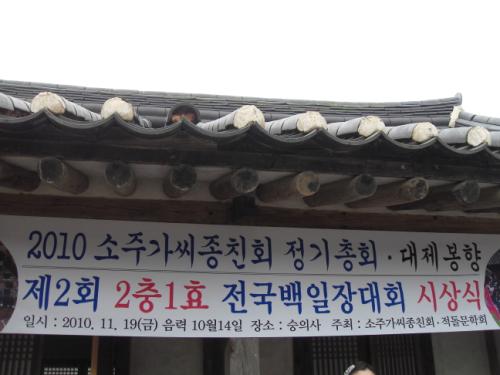 2010 소주가씨종친회 정기총회 · 대제봉향
제2회 2충1효 전국백일장대회 시상식
일시 : 2010. 11. 19(금) 음력 10월14일 장소 : 숭의사 주최 : 소주가씨종친회·적돌문학회